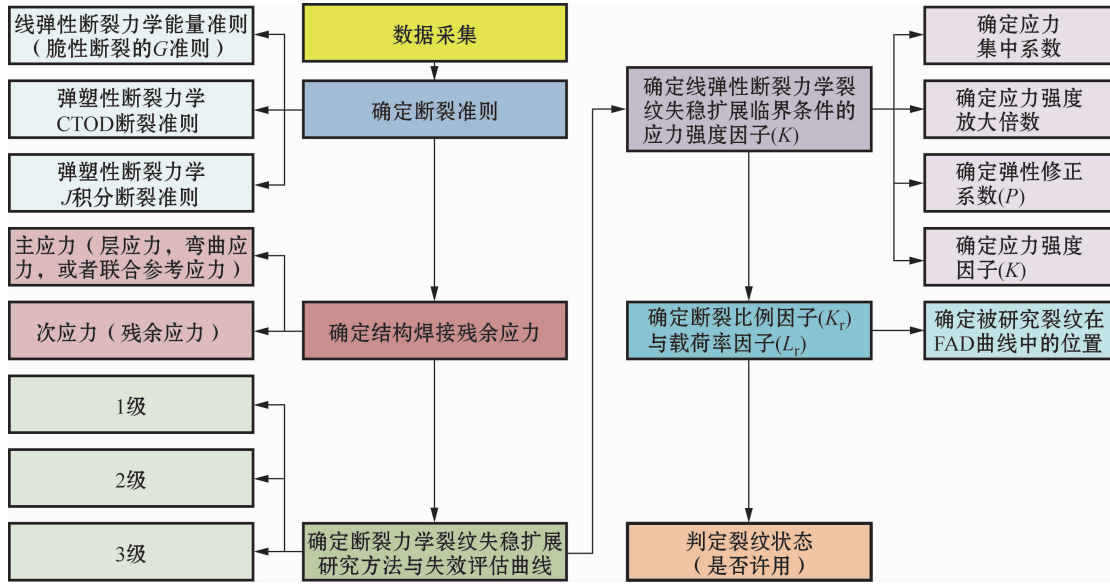 数据采集
确定断裂准则
线弹性断裂力学能量准则
（脆性断裂的G准则）
弹塑性断裂力学
CTOD断裂准则
弹塑性断裂力学
J积分断裂准则
确定结构焊接残余应力
主应力（层应力，弯曲应
力，或者联合参考应力）
次应力（残余应力）
确定断裂力学裂纹失稳扩展
研究方法与失效评估曲线
1级
2级
3级
确定线弹性断裂力学裂
纹失稳扩展临界条件的
应力强度因子(K)
确定应力
集中系数
确定应力强度
放大倍数
确定弹性修正
系数(P)
确定应力强度
因子(K)
确定断裂比例因子(Kr)
与载荷率因子(Lr)
确定被研究裂纹在
FAD曲线中的位置
判定裂纹状态
（是否许用）